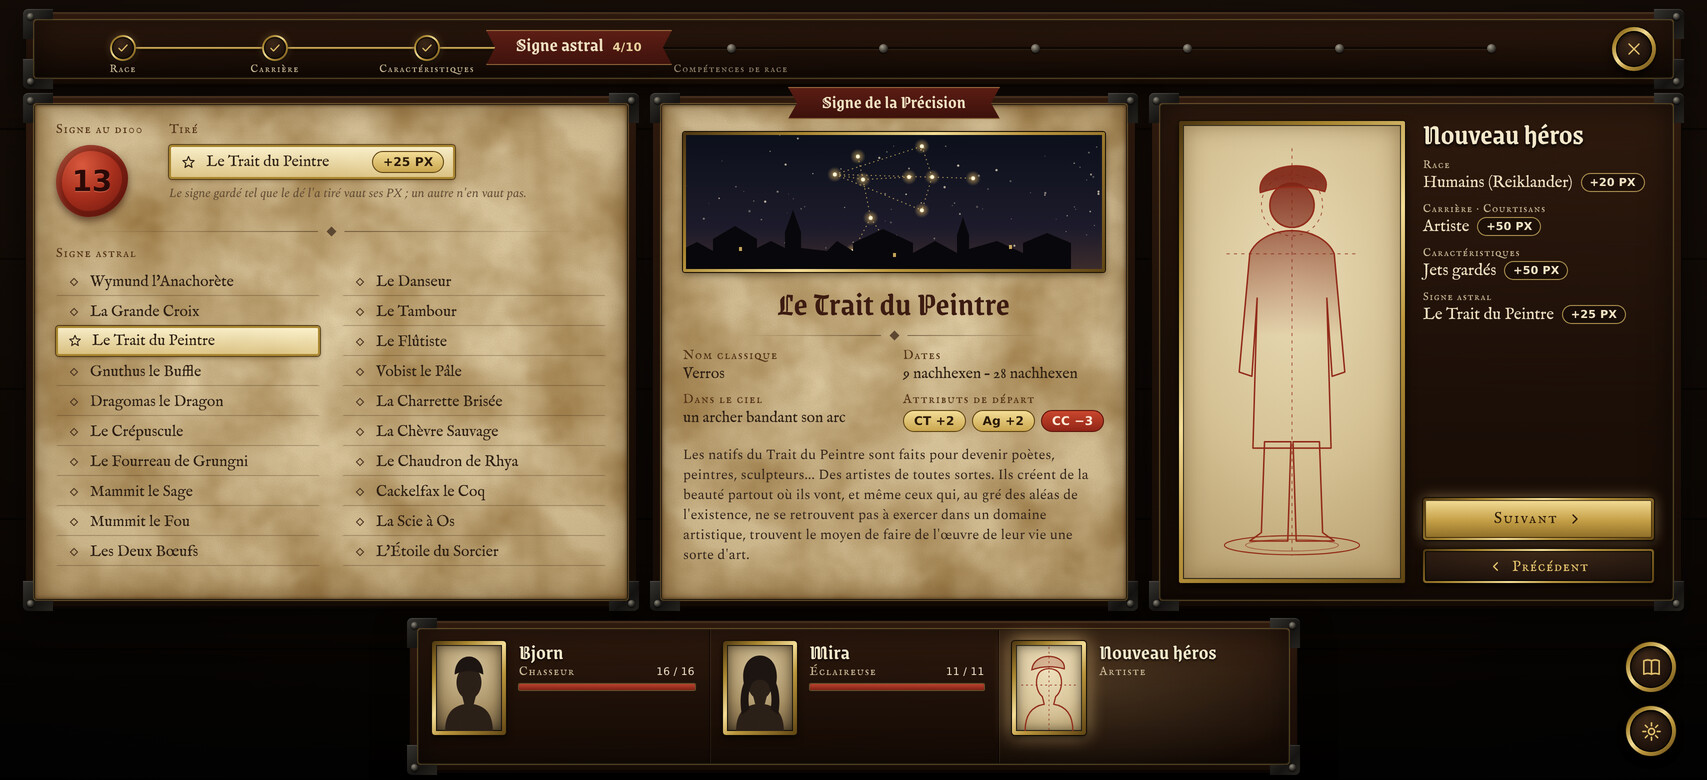 Signe astral 4/10
Race
Carrière
Caractéristiques
Compétences de race
Signe au d100
Tiré
13
Le Trait du Peintre
+25 PX
Le signe gardé tel que le dé l'a tiré vaut ses PX ; un autre n'en vaut pas.
Signe astral
Wymund l'Anachorète
La Grande Croix
Le Trait du Peintre
Gnuthus le Buffle
Dragomas le Dragon
Le Crépuscule
Le Fourreau de Grungni
Mammit le Sage
Mummit le Fou
Les Deux Bœufs
Le Danseur
Le Tambour
Le Flûtiste
Vobist le Pâle
La Charrette Brisée
La Chèvre Sauvage
Le Chaudron de Rhya
Cackelfax le Coq
La Scie à Os
L'Étoile du Sorcier
Signe de la Précision
Le Trait du Peintre
Nom classique
Verros
Dates
9 nachhexen – 28 nachhexen
Dans le ciel
un archer bandant son arc
Attributs de départ
CT +2
Ag +2
CC −3
Les natifs du Trait du Peintre sont faits pour devenir poètes,
peintres, sculpteurs... Des artistes de toutes sortes. Ils créent de la
beauté partout où ils vont, et même ceux qui, au gré des aléas de
l'existence, ne se retrouvent pas à exercer dans un domaine
artistique, trouvent le moyen de faire de l'œuvre de leur vie une
sorte d'art.
Nouveau héros
Race
Humains (Reiklander) +20 PX
Carrière · Courtisans
Artiste +50 PX
Caractéristiques
Jets gardés +50 PX
Signe astral
Le Trait du Peintre +25 PX
Suivant
Précédent
Bjorn
Chasseur 16 / 16
Mira
Éclaireuse 11 / 11
Nouveau héros
Artiste